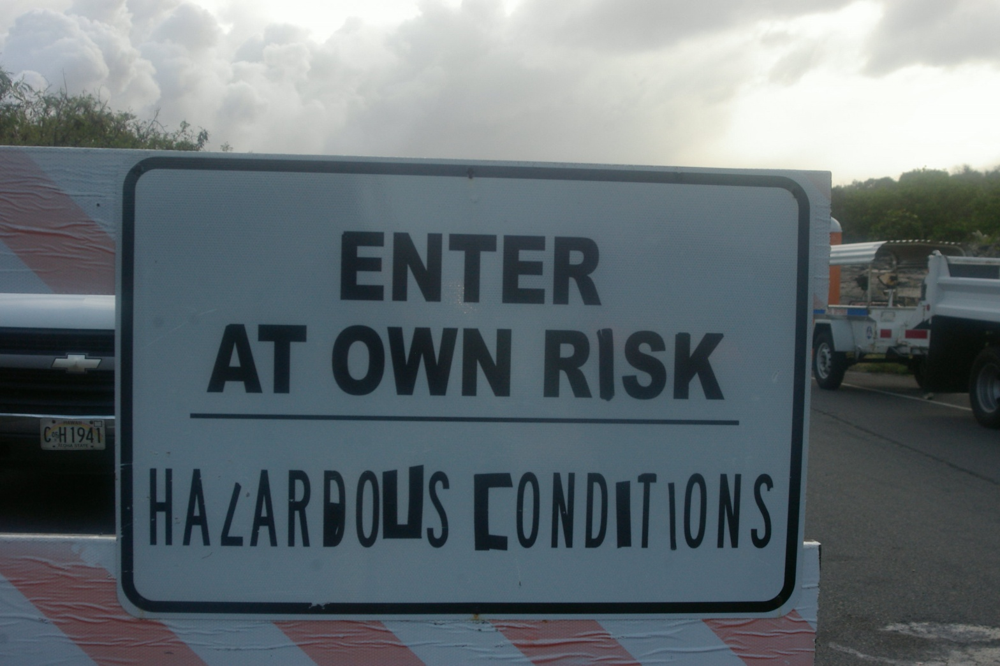 ENTER
AT OWN RISK
HAZARDOUS CONDITIONS